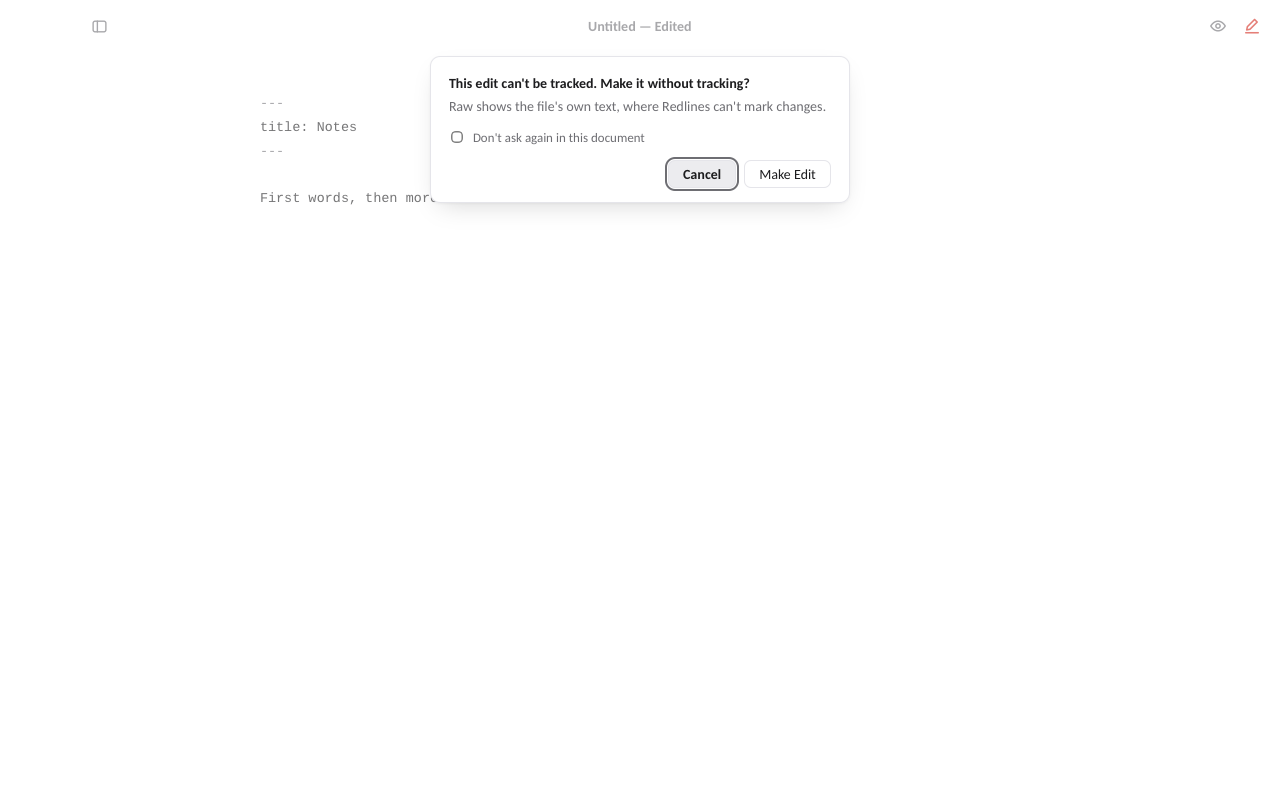 Untitled — Edited
This edit can't be tracked. Make it without tracking?
Raw shows the file's own text, where Redlines can't mark changes.
Don't ask again in this document
Cancel
Make Edit
---
title: Notes
---
First words, then more